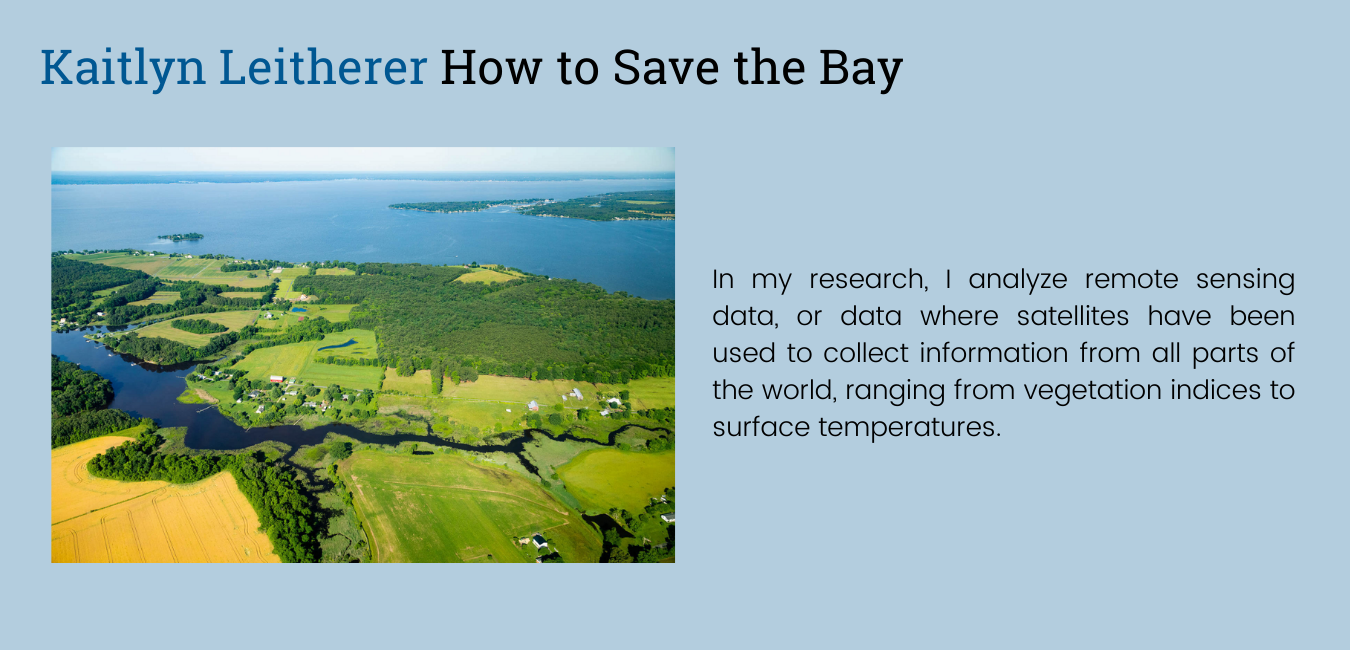 Kaitlyn Leitherer How to Save the Bay
In my research, I analyze remote sensing
data, or data where satellites have been
used to collect information from all parts of
the world, ranging from vegetation indices to
surface temperatures.